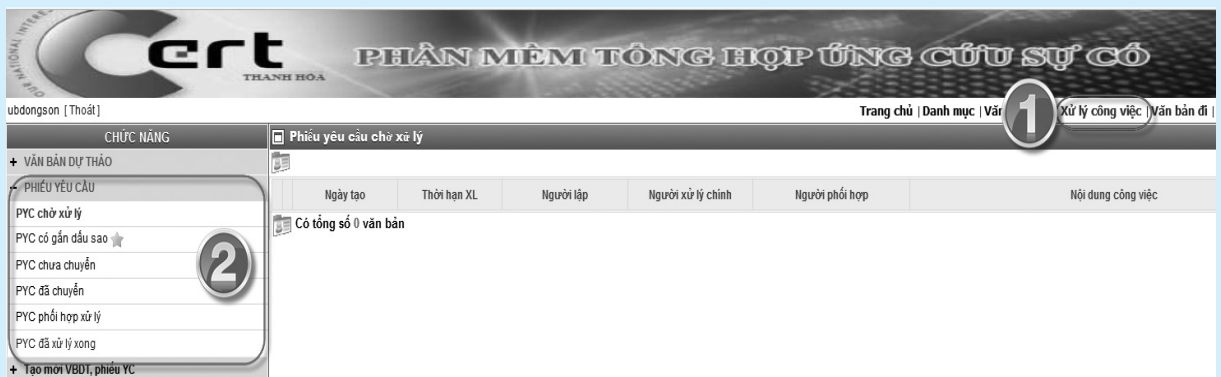 OUR NATIONAL INTERE
Cert
THANH HÓA
PHẦN MỀM TỔNG HỢP ỨNG CỨU SỰ CỐ
ubdongson [Thoát]
Trang chủ | Danh mục | Văn 1 Xử lý công việc | Văn bản đi |
CHỨC NĂNG
Phiếu yêu cầu chờ xử lý
+ VĂN BẢN DỰ THẢO
- PHIẾU YÊU CẦU
Ngày tạo Thời hạn XL Người lập Người xử lý chính Người phối hợp Nội dung công việc
PYC chờ xử lý
Có tổng số 0 văn bản
PYC có gắn dấu sao
2
PYC chưa chuyển
PYC đã chuyển
PYC phối hợp xử lý
PYC đã xử lý xong
+ Tạo mới VBDT, phiếu YC